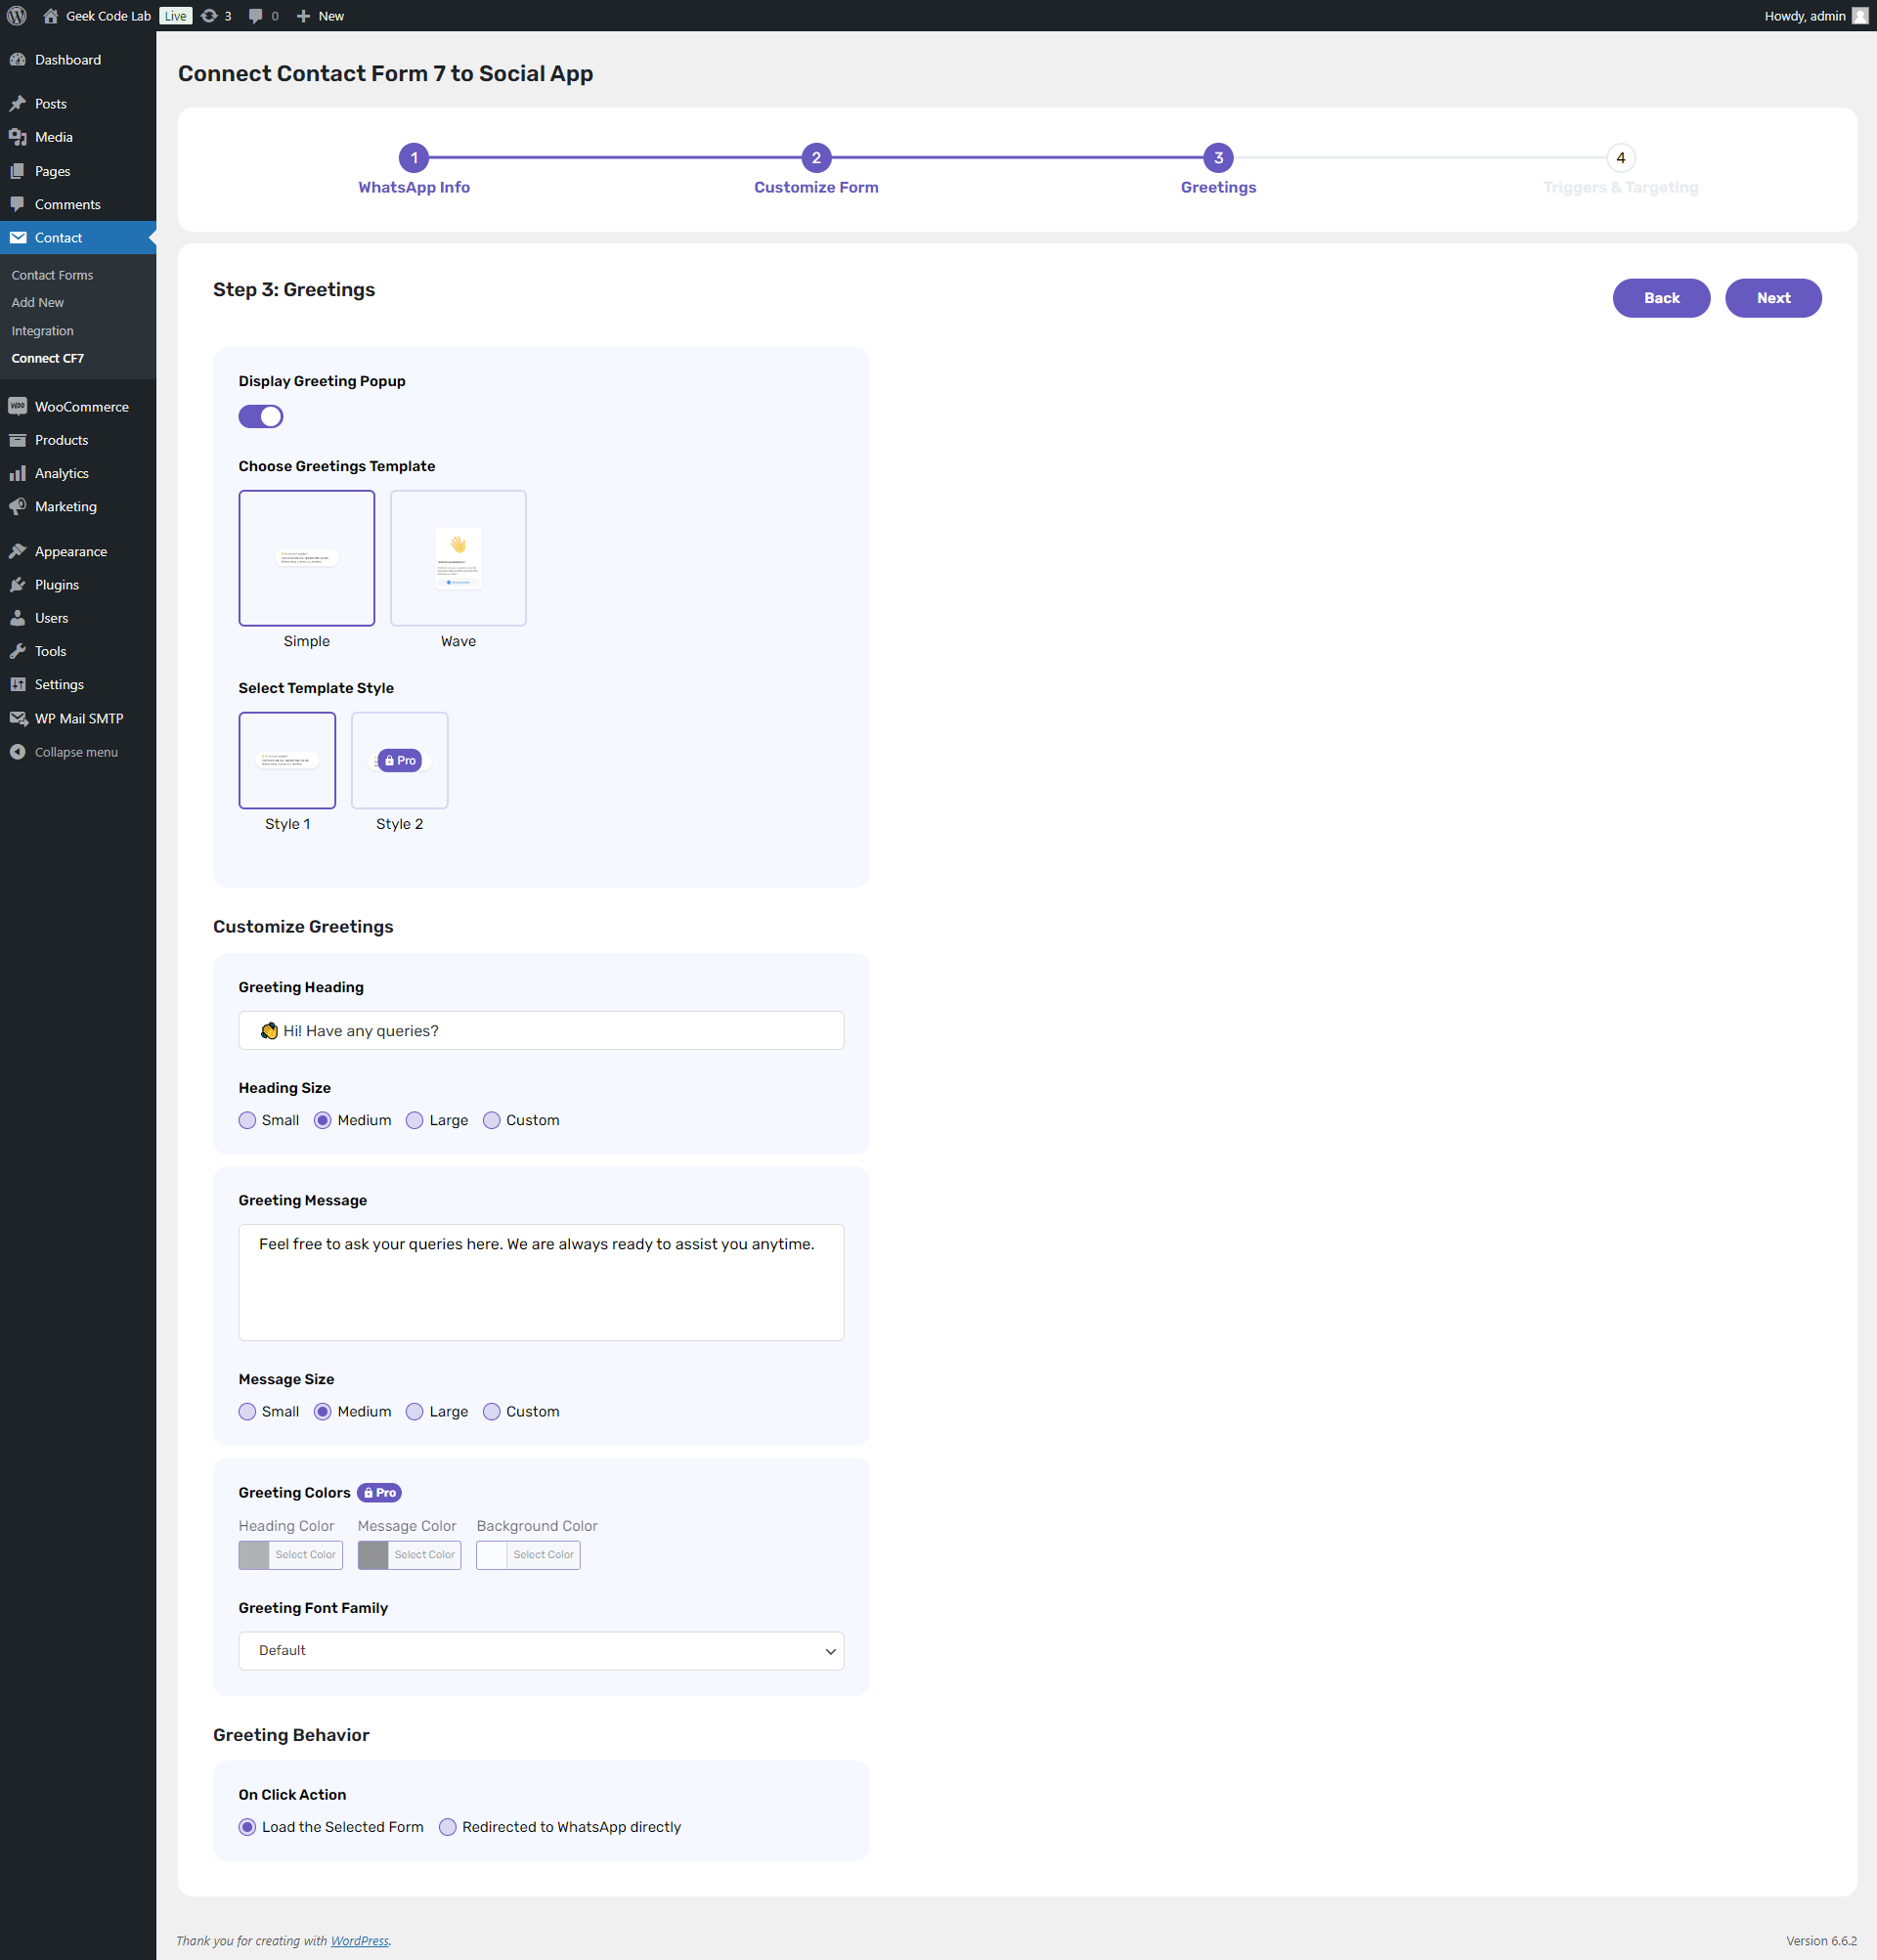 Geek Code Lab Live 3 0 New
Howdy, admin
Dashboard
Posts
Media
Pages
Comments
Contact
Contact Forms
Add New
Integration
Connect CF7
WooCommerce
Products
Analytics
Marketing
Appearance
Plugins
Users
Tools
Settings
WP Mail SMTP
Collapse menu
Connect Contact Form 7 to Social App
1 2 3 4
WhatsApp Info Customize Form Greetings Triggers & Targeting
Step 3: Greetings
Back Next
Display Greeting Popup
Choose Greetings Template
Simple Wave
Select Template Style
Pro
Style 1 Style 2
Customize Greetings
Greeting Heading
👋 Hi! Have any queries?
Heading Size
Small Medium Large Custom
Greeting Message
Feel free to ask your queries here. We are always ready to assist you anytime.
Message Size
Small Medium Large Custom
Greeting Colors Pro
Heading Color Message Color Background Color
Select Color Select Color Select Color
Greeting Font Family
Default
Greeting Behavior
On Click Action
Load the Selected Form Redirected to WhatsApp directly
Thank you for creating with WordPress.
Version 6.6.2